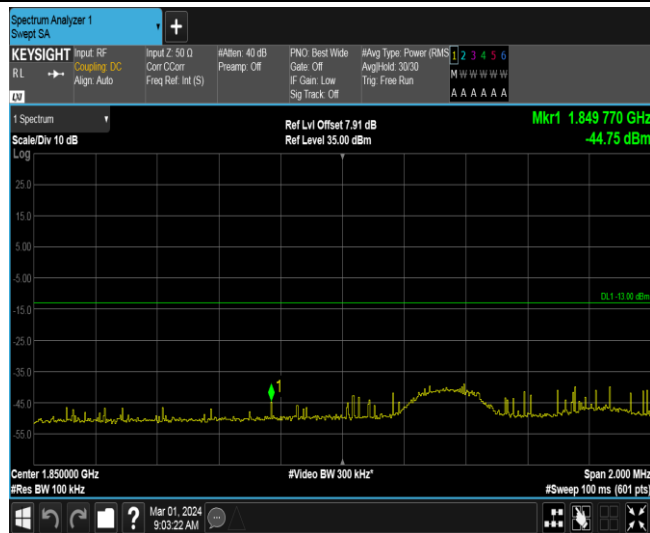 Spectrum Analyzer 1
Swept SA
+
KEYSIGHT
RL
Input: RF
Coupling: DC
Align: Auto
Input Z: 50 Ω
Corr CCorr
Freq Ref: Int (S)
#Atten: 40 dB
Preamp: Off
PNO: Best Wide
Gate: Off
IF Gain: Low
Sig Track: Off
#Avg Type: Power (RMS
Avg|Hold: 30/30
Trig: Free Run
1 2 3 4 5 6
M W W W W W
A A A A A A
1 Spectrum
Scale/Div 10 dB
Log
Ref Lvl Offset 7.91 dB
Ref Level 35.00 dBm
Mkr1 1.849 770 GHz
-44.75 dBm
25.0
15.0
5.00
-5.00
DL1 -13.00 dBm
-15.0
-25.0
-35.0
1
-45.0
-55.0
Center 1.850000 GHz
#Video BW 300 kHz*
Span 2.000 MHz
#Res BW 100 kHz
#Sweep 100 ms (601 pts)
?
Mar 01, 2024
9:03:22 AM